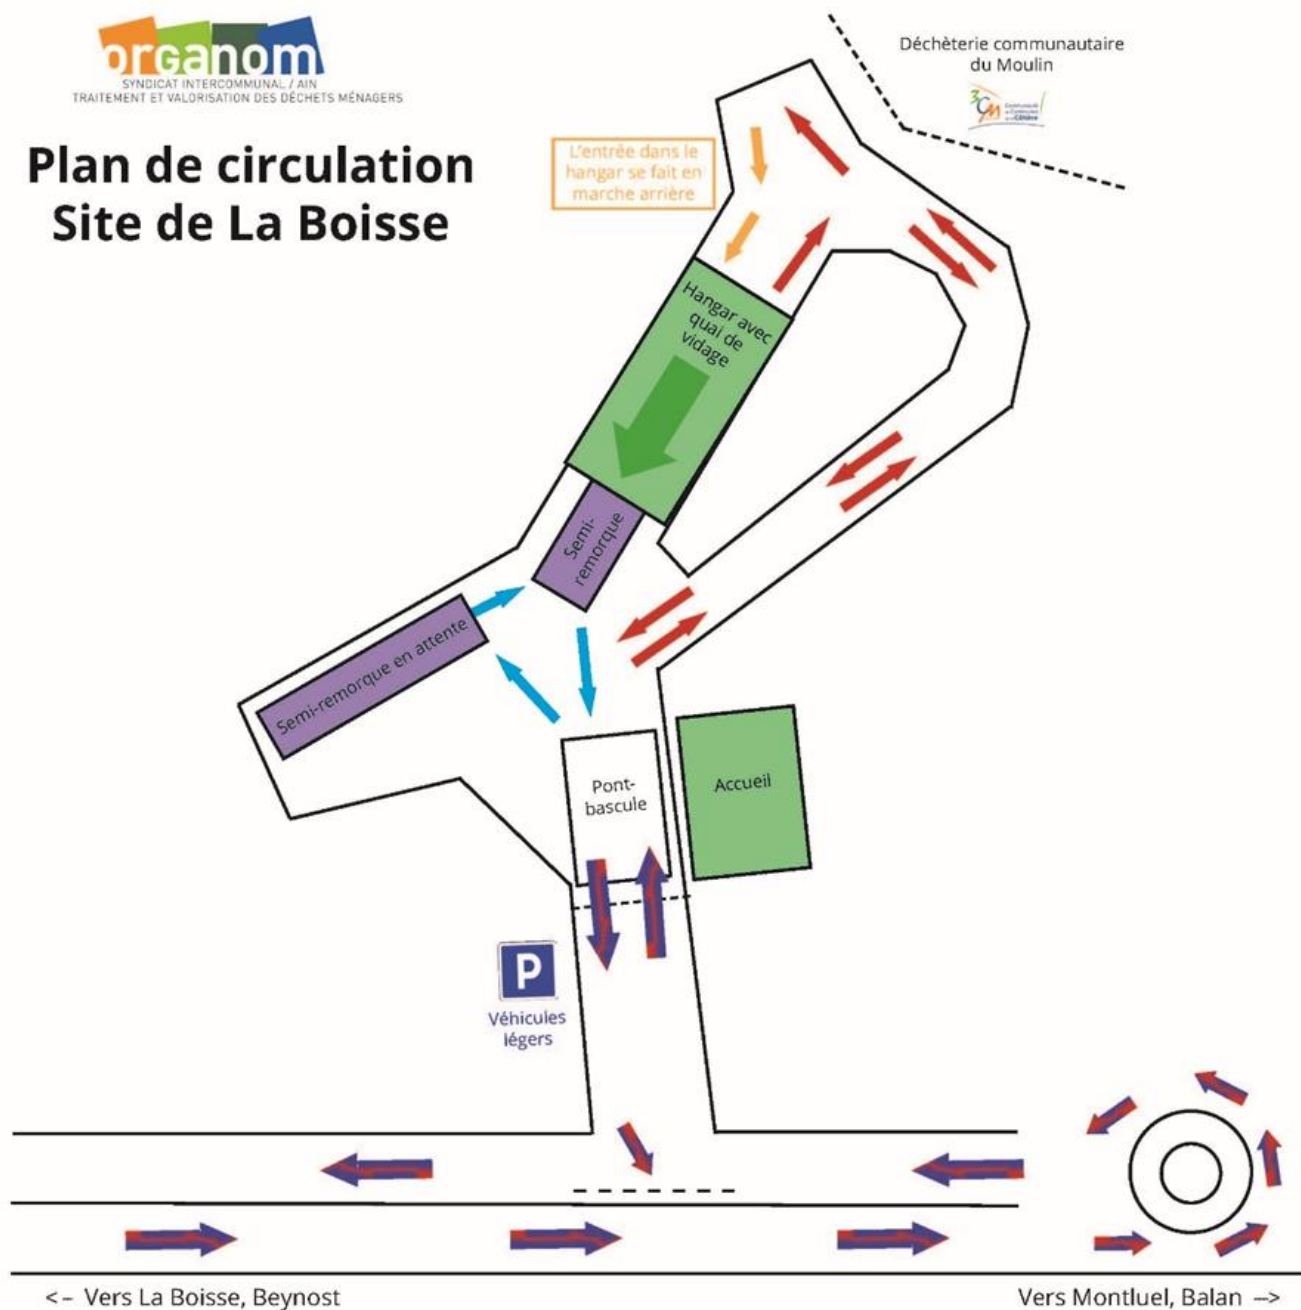 organom
SYNDICAT INTERCOMMUNAL / AIN
TRAITEMENT ET VALORISATION DES DÉCHETS MÉNAGERS
Plan de circulation
Site de La Boisse
Déchèterie communautaire
du Moulin
3CM
L'entrée dans le
hangar se fait en
marche arrière
Hangar avec
quai de
vidage
Semi-
remorque
Semi-remorque en attente
Pont-
bascule
Accueil
P
Véhicules
légers
<- Vers La Boisse, Beynost
Vers Montluel, Balan ->